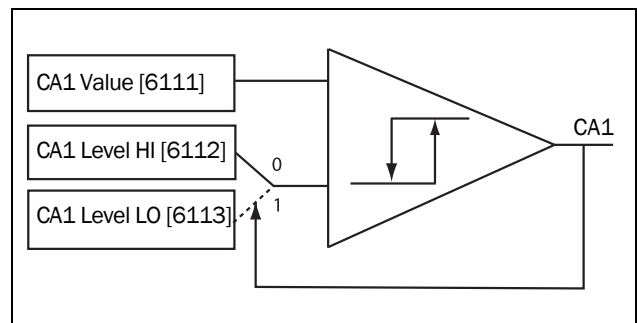 CA1 Value [6111]
CA1 Level HI [6112]
CA1 Level LO [6113]
0
1
CA1